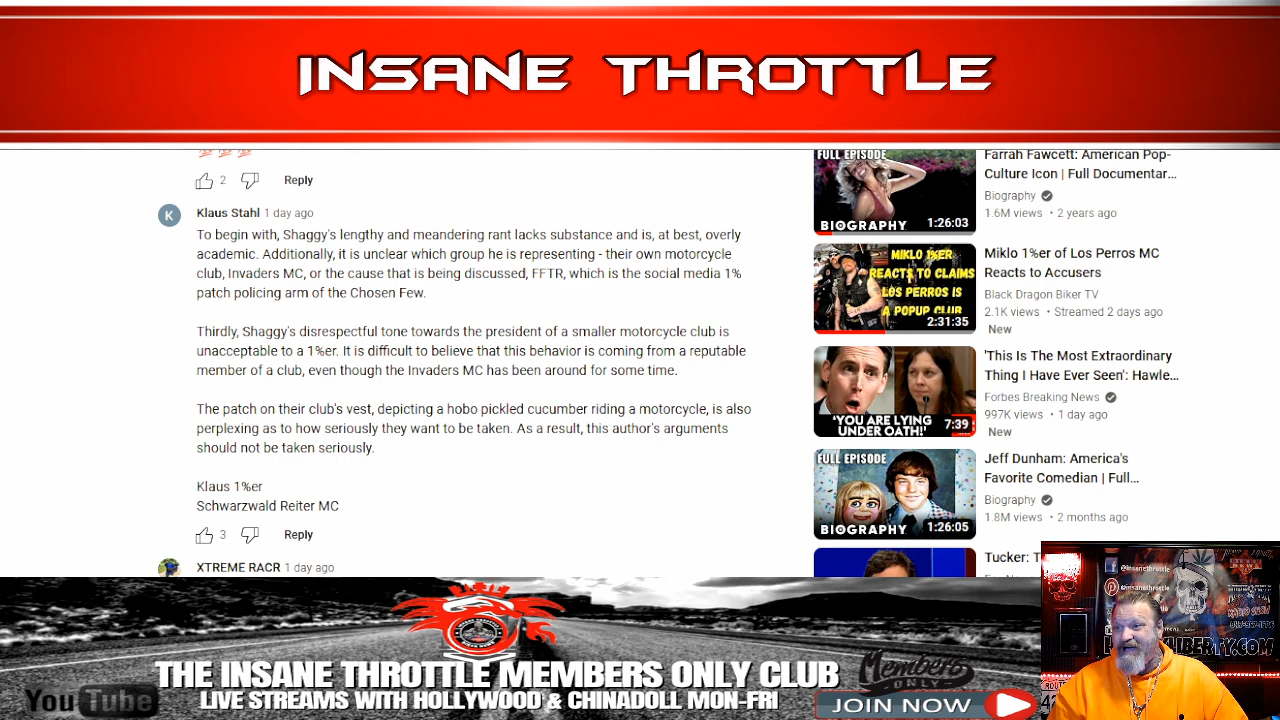 INSANE THROTTLE
2
Reply
K
Klaus Stahl 1 day ago
To begin with, Shaggy's lengthy and meandering rant lacks substance and is, at best, overly
academic. Additionally, it is unclear which group he is representing - their own motorcycle
club, Invaders MC, or the cause that is being discussed, FFTR, which is the social media 1%
patch policing arm of the Chosen Few.
Thirdly, Shaggy's disrespectful tone towards the president of a smaller motorcycle club is
unacceptable to a 1%er. It is difficult to believe that this behavior is coming from a reputable
member of a club, even though the Invaders MC has been around for some time.
The patch on their club's vest, depicting a hobo pickled cucumber riding a motorcycle, is also
perplexing as to how seriously they want to be taken. As a result, this author's arguments
should not be taken seriously.
Klaus 1%er
Schwarzwald Reiter MC
3
Reply
XTREME RACR 1 day ago
FULL EPISODE
BIOGRAPHY
1:26:03
Farrah Fawcett: American Pop-
Culture Icon | Full Documentar...
Biography
1.6M views • 2 years ago
MIKLO 1%ER
REACTS TO CLAIMS
LOS PERROS IS
A POPUP CLUB
2:31:35
Miklo 1%er of Los Perros MC
Reacts to Accusers
Black Dragon Biker TV
2.1K views • Streamed 2 days ago
New
'YOU ARE LYING
UNDER OATH!'
7:39
'This Is The Most Extraordinary
Thing I Have Ever Seen': Hawle...
Forbes Breaking News
997K views • 1 day ago
New
FULL EPISODE
BIOGRAPHY
1:26:05
Jeff Dunham: America's
Favorite Comedian | Full...
Biography
1.8M views • 2 months ago
Tucker: T
THE INSANE THROTTLE MEMBERS ONLY CLUB
LIVE STREAMS WITH HOLLYWOOD & CHINADOLL MON-FRI
YouTube
Members
ONLY
JOIN NOW
@insanethrottle
@insanethrottle
LIBERTY.COM